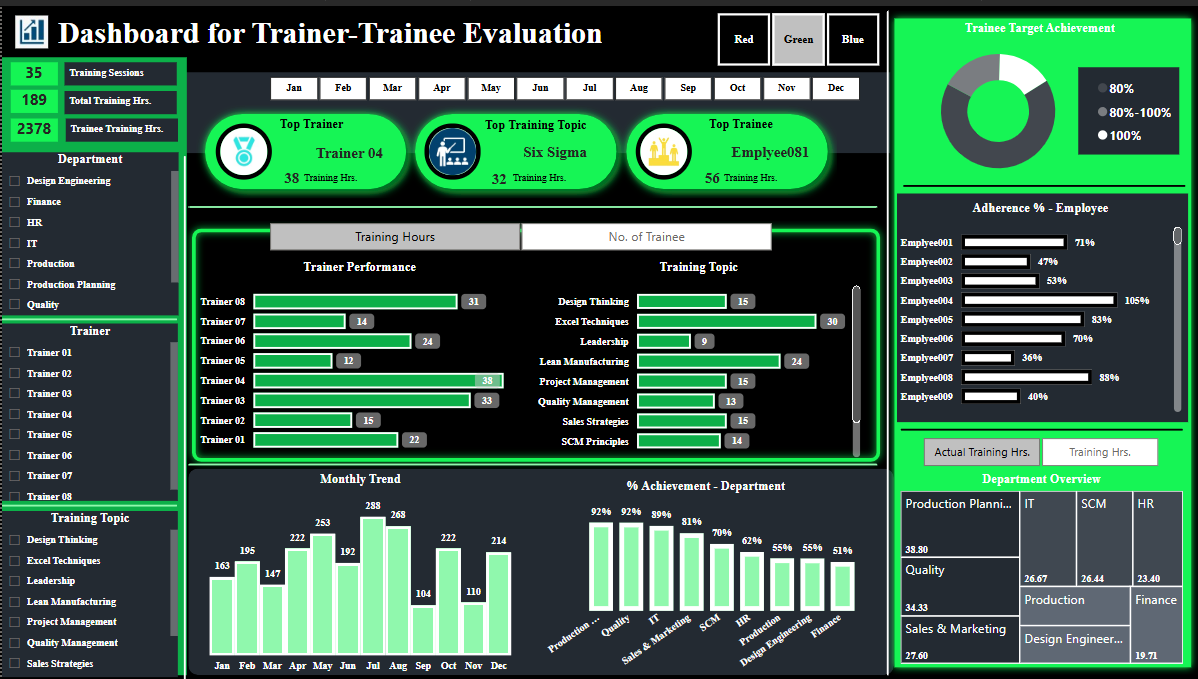 Dashboard for Trainer-Trainee Evaluation
Red
Green
Blue
35 Training Sessions
189 Total Training Hrs.
2378 Trainee Training Hrs.
Jan Feb Mar Apr May Jun Jul Aug Sep Oct Nov Dec
Top Trainer
Trainer 04
38 Training Hrs.
Top Training Topic
Six Sigma
32 Training Hrs.
Top Trainee
Emplyee081
56 Training Hrs.
Department
Design Engineering
Finance
HR
IT
Production
Production Planning
Quality
Trainer
Trainer 01
Trainer 02
Trainer 03
Trainer 04
Trainer 05
Trainer 06
Trainer 07
Trainer 08
Training Topic
Design Thinking
Excel Techniques
Leadership
Lean Manufacturing
Project Management
Quality Management
Sales Strategies
Training Hours
No. of Trainee
Trainer Performance
Trainer 08 31
Trainer 07 14
Trainer 06 24
Trainer 05 12
Trainer 04 38
Trainer 03 33
Trainer 02 15
Trainer 01 22
Training Topic
Design Thinking 15
Excel Techniques 30
Leadership 9
Lean Manufacturing 24
Project Management 15
Quality Management 13
Sales Strategies 15
SCM Principles 14
Monthly Trend
163 195 147 222 253 192 288 268 104 222 110 214
Jan Feb Mar Apr May Jun Jul Aug Sep Oct Nov Dec
% Achievement - Department
92% 92% 89% 81% 70% 62% 55% 55% 51%
Production ...
Quality
IT
Sales & Marketing
SCM
HR
Production
Design Engineering
Finance
Trainee Target Achievement
80%
80%-100%
100%
Adherence % - Employee
Emplyee001 71%
Emplyee002 47%
Emplyee003 53%
Emplyee004 105%
Emplyee005 83%
Emplyee006 70%
Emplyee007 36%
Emplyee008 88%
Emplyee009 40%
Actual Training Hrs.
Training Hrs.
Department Overview
Production Planni...
38.80
Quality
34.33
Sales & Marketing
27.60
IT
26.67
SCM
26.44
HR
23.40
Production
Design Engineer...
Finance
19.71